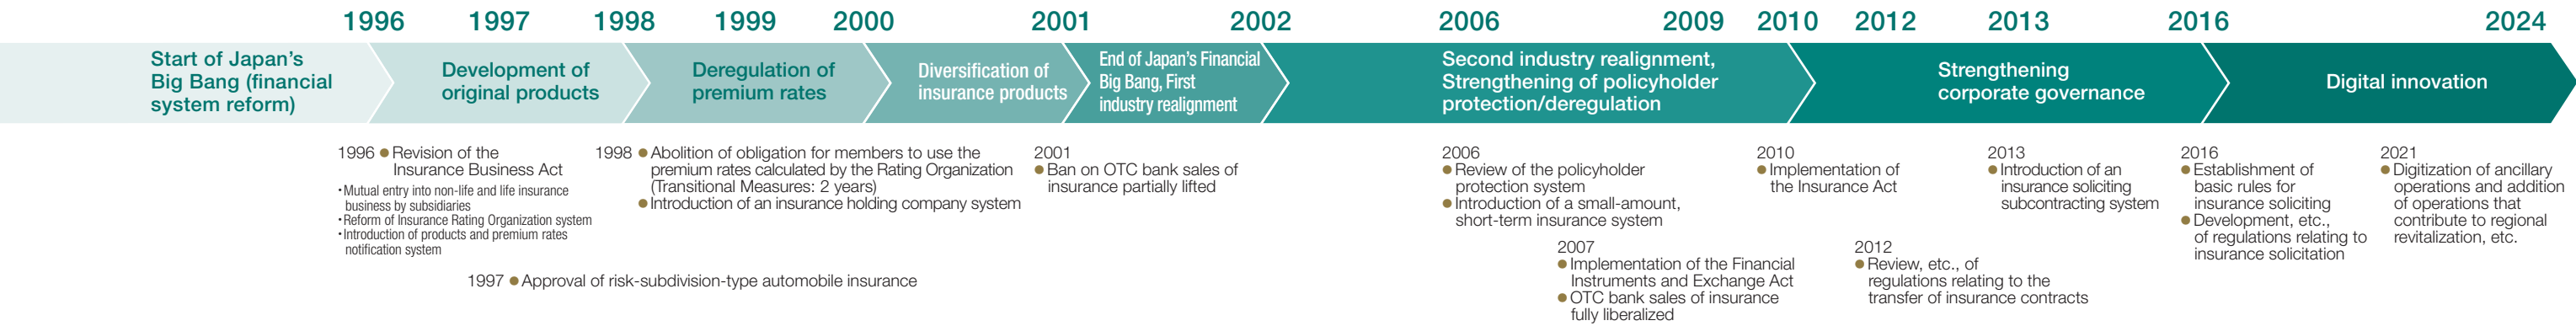 1996 1997 1998 1999 2000 2001 2002 2006 2009 2010 2012 2013 2016 2024
Start of Japan's
Big Bang (financial
system reform)
Development of
original products
Deregulation of
premium rates
Diversification of
insurance products
End of Japan's Financial
Big Bang, First
industry realignment
Second industry realignment,
Strengthening of policyholder
protection/deregulation
Strengthening
corporate governance
Digital innovation
1996 ● Revision of the
Insurance Business Act
・Mutual entry into non-life and life insurance
business by subsidiaries
・Reform of Insurance Rating Organization system
・Introduction of products and premium rates
notification system
1997 ● Approval of risk-subdivision-type automobile insurance
1998 ● Abolition of obligation for members to use the
premium rates calculated by the Rating Organization
(Transitional Measures: 2 years)
● Introduction of an insurance holding company system
2001
● Ban on OTC bank sales of
insurance partially lifted
2006
● Review of the policyholder
protection system
● Introduction of a small-amount,
short-term insurance system
2007
● Implementation of the Financial
Instruments and Exchange Act
● OTC bank sales of insurance
fully liberalized
2010
● Implementation of
the Insurance Act
2012
● Review, etc., of
regulations relating to the
transfer of insurance contracts
2013
● Introduction of an
insurance soliciting
subcontracting system
2016
● Establishment of
basic rules for
insurance soliciting
● Development, etc.,
of regulations relating to
insurance solicitation
2021
● Digitization of ancillary
operations and addition
of operations that
contribute to regional
revitalization, etc.